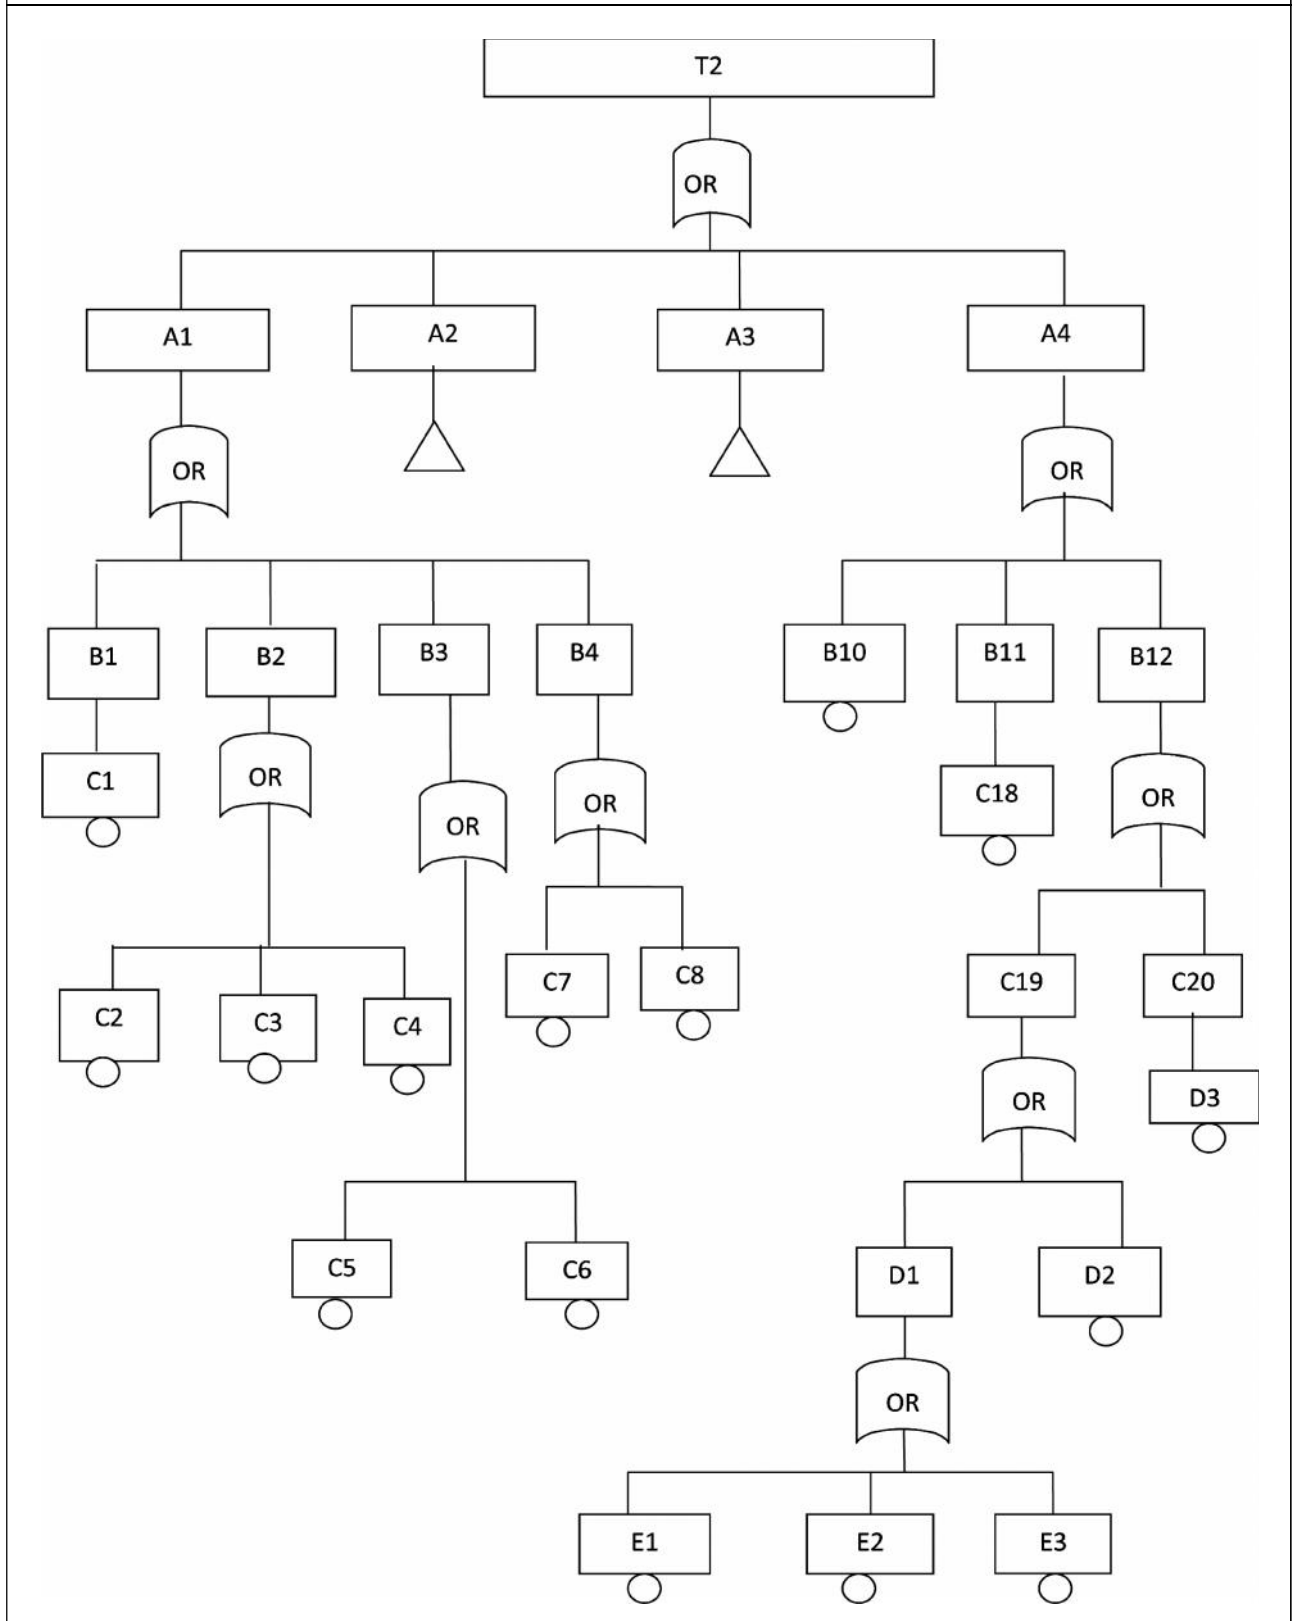 T2
OR
A1
A2
A3
A4
OR
OR
B1
B2
B3
B4
B10
B11
B12
C1
OR
OR
OR
C18
OR
C2
C3
C4
C7
C8
C19
C20
OR
D3
C5
C6
D1
D2
OR
E1
E2
E3